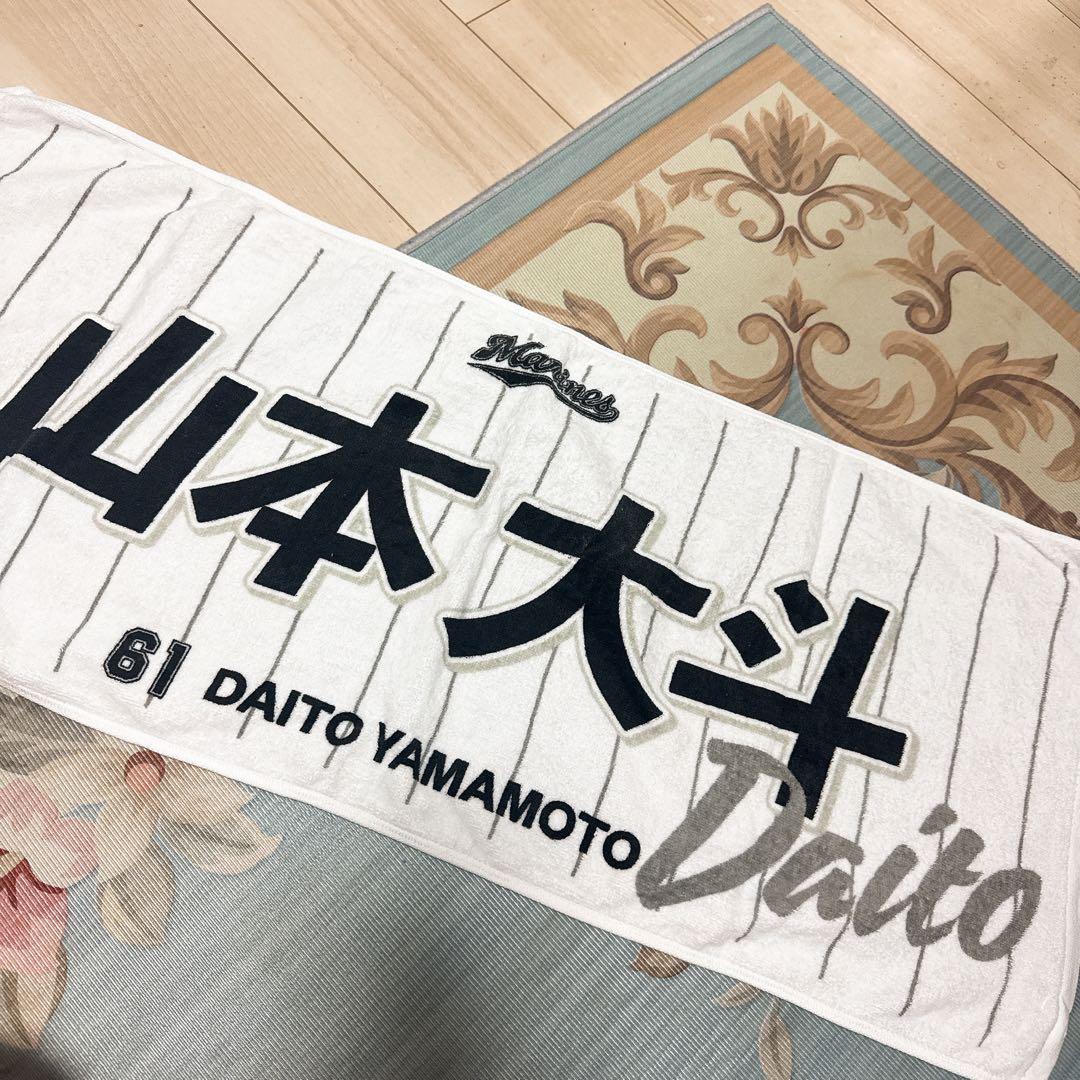 Marines
山本大斗
61 DAITO YAMAMOTO
Daito